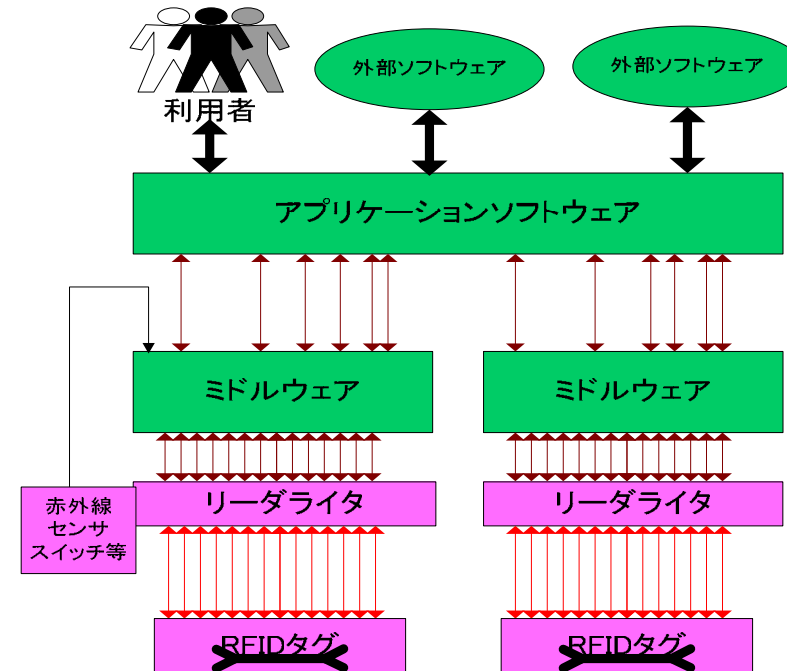 外部ソフトウェア
外部ソフトウェア
利用者
アプリケーションソフトウェア
ミドルウェア
ミドルウェア
赤外線
センサ
スイッチ等
リーダライタ
リーダライタ
RFIDタグ
RFIDタグ